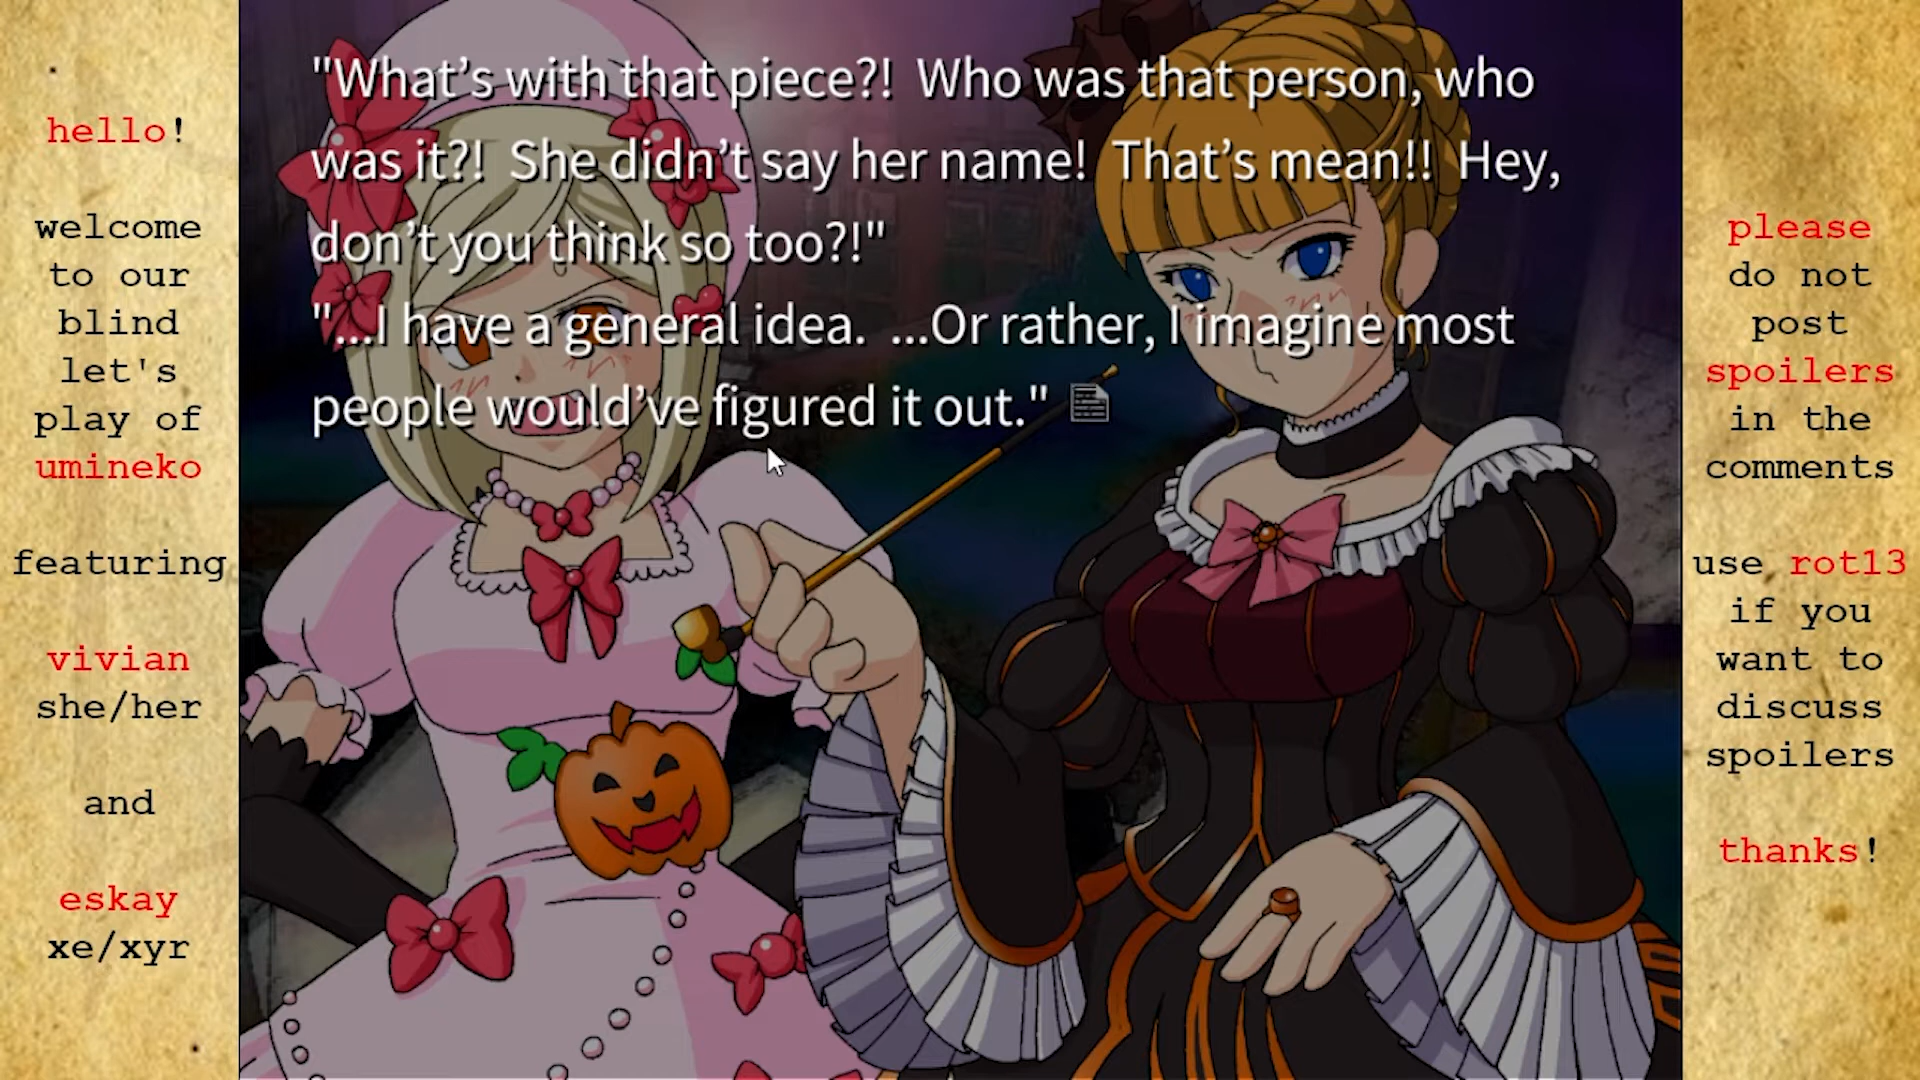 hello!
welcome
to our
blind
let's
play of
umineko
featuring
vivian
she/her
and
eskay
xe/xyr
"What’s with that piece?!  Who was that person, who
was it?!  She didn’t say her name!  That’s mean!!  Hey,
don’t you think so too?!"
"...I have a general idea.  ...Or rather, I imagine most
people would’ve figured it out."
please
do not
post
spoilers
in the
comments
use rot13
if you
want to
discuss
spoilers
thanks!